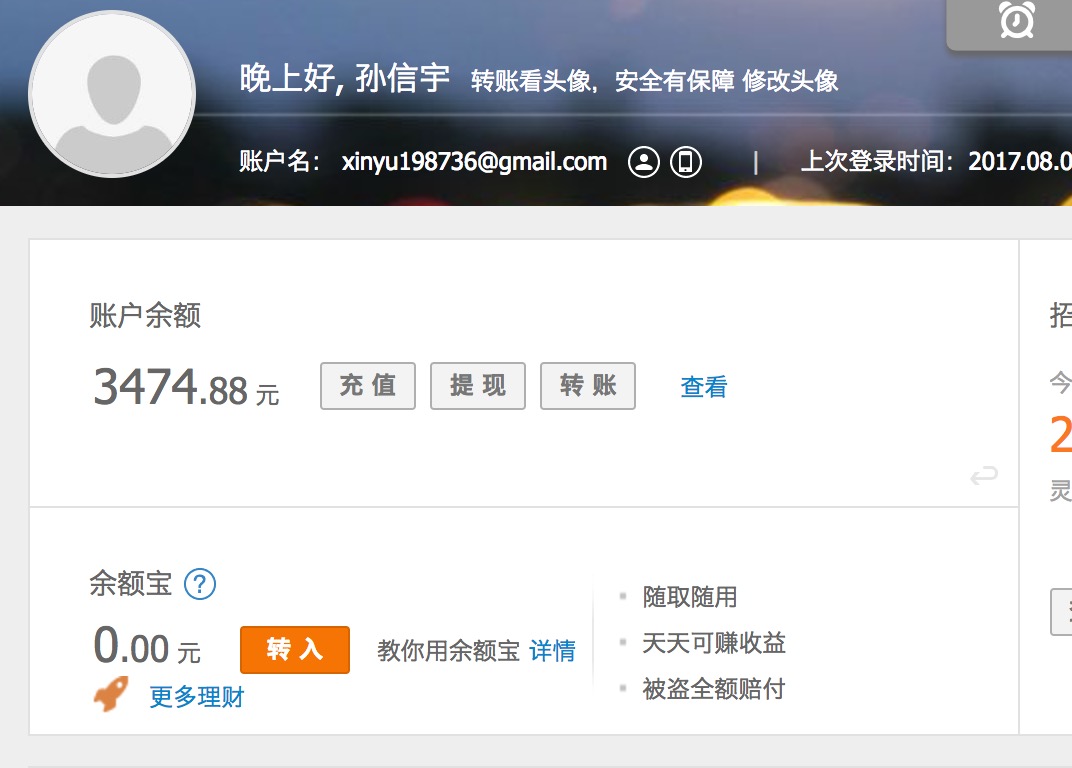 晚上好, 孙信宇 转账看头像, 安全有保障 修改头像
账户名： xinyu198736@gmail.com | 上次登录时间：2017.08.0
账户余额
3474.88 元 充 值 提 现 转 账 查看
余额宝 ?
0.00 元 转 入 教你用余额宝 详情
更多理财
随取随用
天天可赚收益
被盗全额赔付
招
今
2
灵